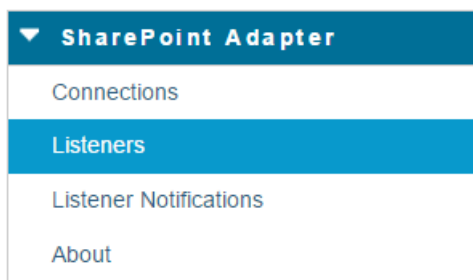 SharePoint Adapter
Connections
Listeners
Listener Notifications
About